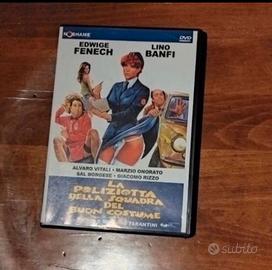 NOSHAME
DVD
EDWIGE
FENECH
LINO
BANFI
ALVARO VITALI • MARZIO ONORATO
SAL BORGESE • GIACOMO RIZZO
LA
POLIZIOTTA
DELLA SQUADRA
DEL
BUON COSTUME
TARANTINI
subito